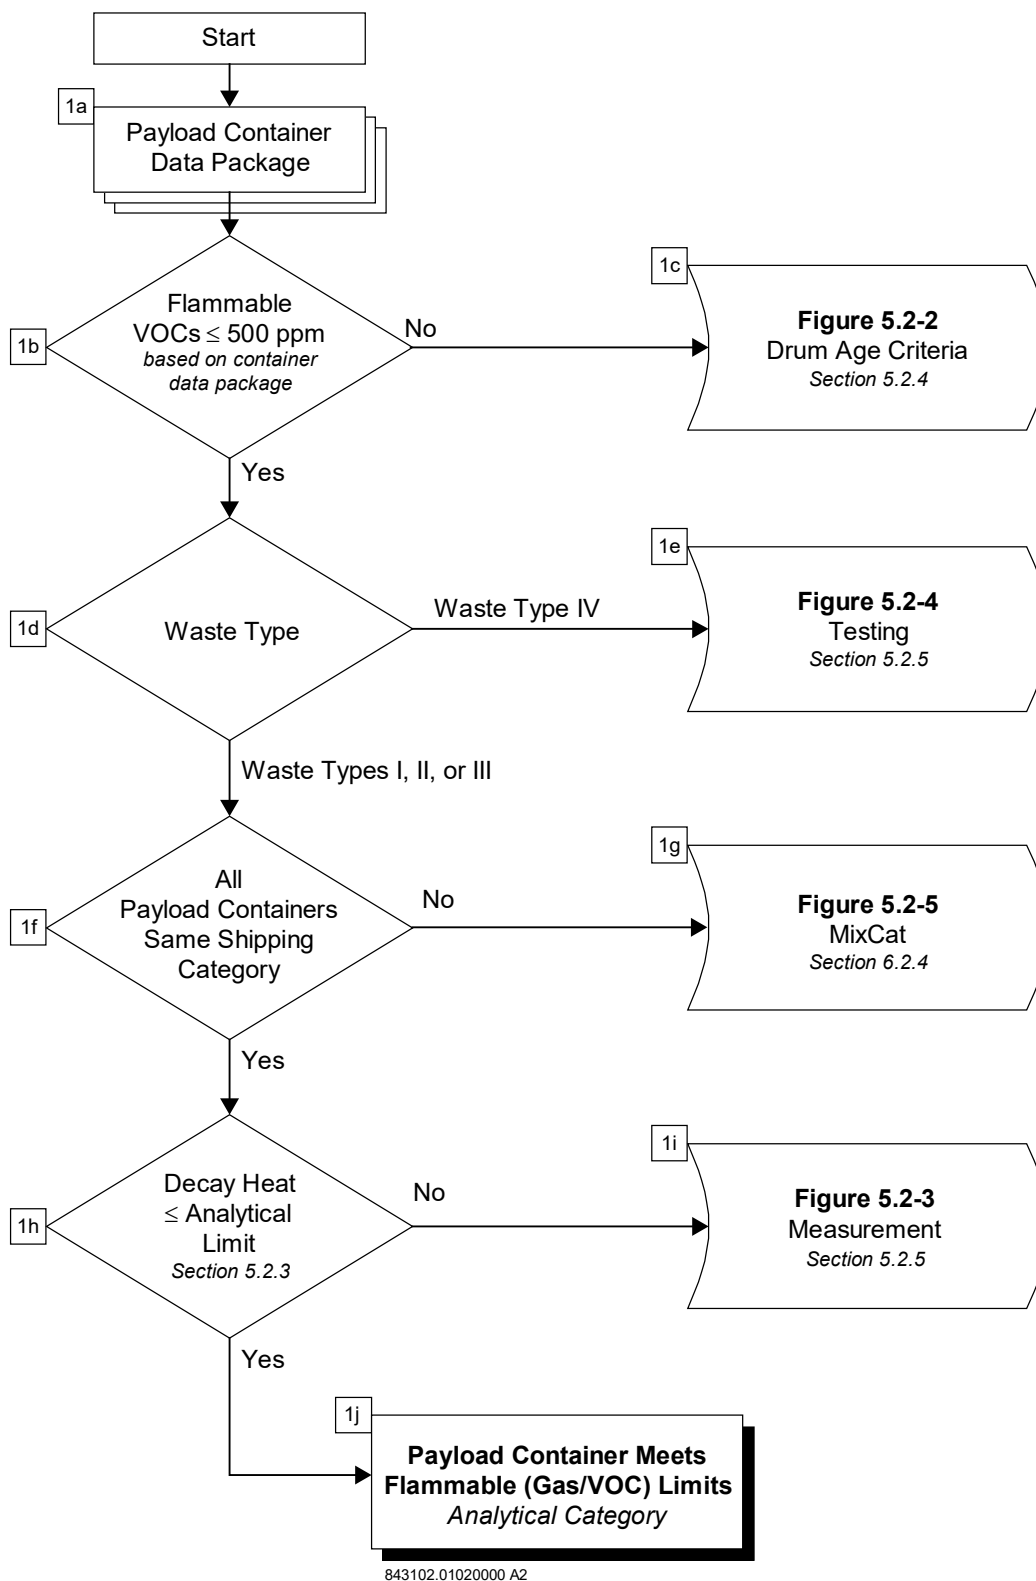 Start
1a
Payload Container
Data Package
1b
Flammable
VOCs ≤ 500 ppm
based on container
data package
No
1c
Figure 5.2-2
Drum Age Criteria
Section 5.2.4
Yes
1d
Waste Type
Waste Type IV
1e
Figure 5.2-4
Testing
Section 5.2.5
Waste Types I, II, or III
1f
All
Payload Containers
Same Shipping
Category
No
1g
Figure 5.2-5
MixCat
Section 6.2.4
Yes
1h
Decay Heat
≤ Analytical
Limit
Section 5.2.3
No
1i
Figure 5.2-3
Measurement
Section 5.2.5
Yes
1j
Payload Container Meets
Flammable (Gas/VOC) Limits
Analytical Category
843102.01020000 A2